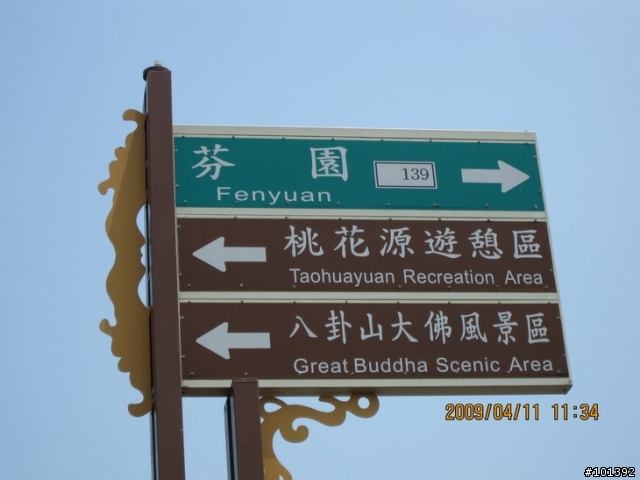 芬園 139
Fenyuan
桃花源遊憩區
Taohuayuan Recreation Area
八卦山大佛風景區
Great Buddha Scenic Area
2009/04/11 11:34
#101392